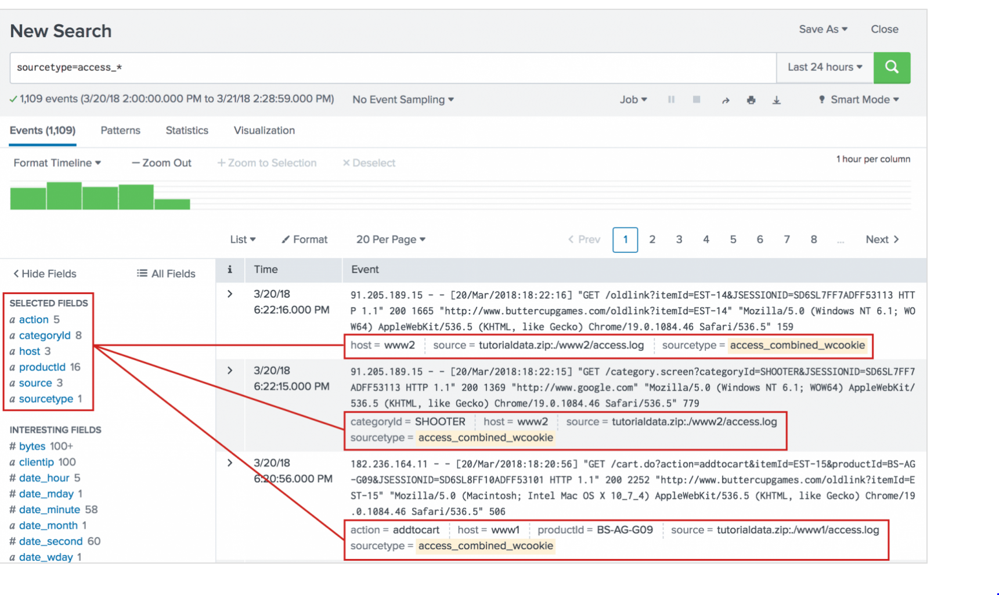 New Search
Save As
Close
sourcetype=access_*
Last 24 hours
1,109 events (3/20/18 2:00:00.000 PM to 3/21/18 2:28:59.000 PM)
No Event Sampling
Job
Smart Mode
Events (1,109)
Patterns
Statistics
Visualization
Format Timeline
— Zoom Out
+ Zoom to Selection
× Deselect
1 hour per column
List
Format
20 Per Page
< Prev
1 2 3 4 5 6 7 8 ...
Next >
< Hide Fields
All Fields
i
Time
Event
SELECTED FIELDS
a action 5
a categoryId 8
a host 3
a productId 16
a source 3
a sourcetype 1
INTERESTING FIELDS
# bytes 100+
a clientip 100
# date_hour 5
# date_mday 1
# date_minute 58
a date_month 1
# date_second 60
a date_wday 1
>
3/20/18
6:22:16.000 PM
91.205.189.15 - - [20/Mar/2018:18:22:16] "GET /oldlink?itemId=EST-14&JSESSIONID=SD6SL7FF7ADFF53113 HTT
P 1.1" 200 1665 "http://www.buttercupgames.com/oldlink?itemId=EST-14" "Mozilla/5.0 (Windows NT 6.1; WO
W64) AppleWebKit/536.5 (KHTML, like Gecko) Chrome/19.0.1084.46 Safari/536.5" 159
host = www2 source = tutorialdata.zip:./www2/access.log sourcetype = access_combined_wcookie
>
3/20/18
6:22:15.000 PM
91.205.189.15 - - [20/Mar/2018:18:22:15] "GET /category.screen?categoryId=SHOOTER&JSESSIONID=SD6SL7FF7
ADFF53113 HTTP 1.1" 200 1369 "http://www.google.com" "Mozilla/5.0 (Windows NT 6.1; WOW64) AppleWebKit/
536.5 (KHTML, like Gecko) Chrome/19.0.1084.46 Safari/536.5" 779
categoryId = SHOOTER host = www2 source = tutorialdata.zip:./www2/access.log
sourcetype = access_combined_wcookie
>
3/20/18
6:20:56.000 PM
182.236.164.11 - - [20/Mar/2018:18:20:56] "GET /cart.do?action=addtocart&itemId=EST-15&productId=BS-AG
-G09&JSESSIONID=SD6SL8FF10ADFF53101 HTTP 1.1" 200 2252 "http://www.buttercupgames.com/oldlink?itemId=E
ST-15" "Mozilla/5.0 (Macintosh; Intel Mac OS X 10_7_4) AppleWebKit/536.5 (KHTML, like Gecko) Chrome/19
.0.1084.46 Safari/536.5" 506
action = addtocart host = www1 productId = BS-AG-G09 source = tutorialdata.zip:./www1/access.log
sourcetype = access_combined_wcookie